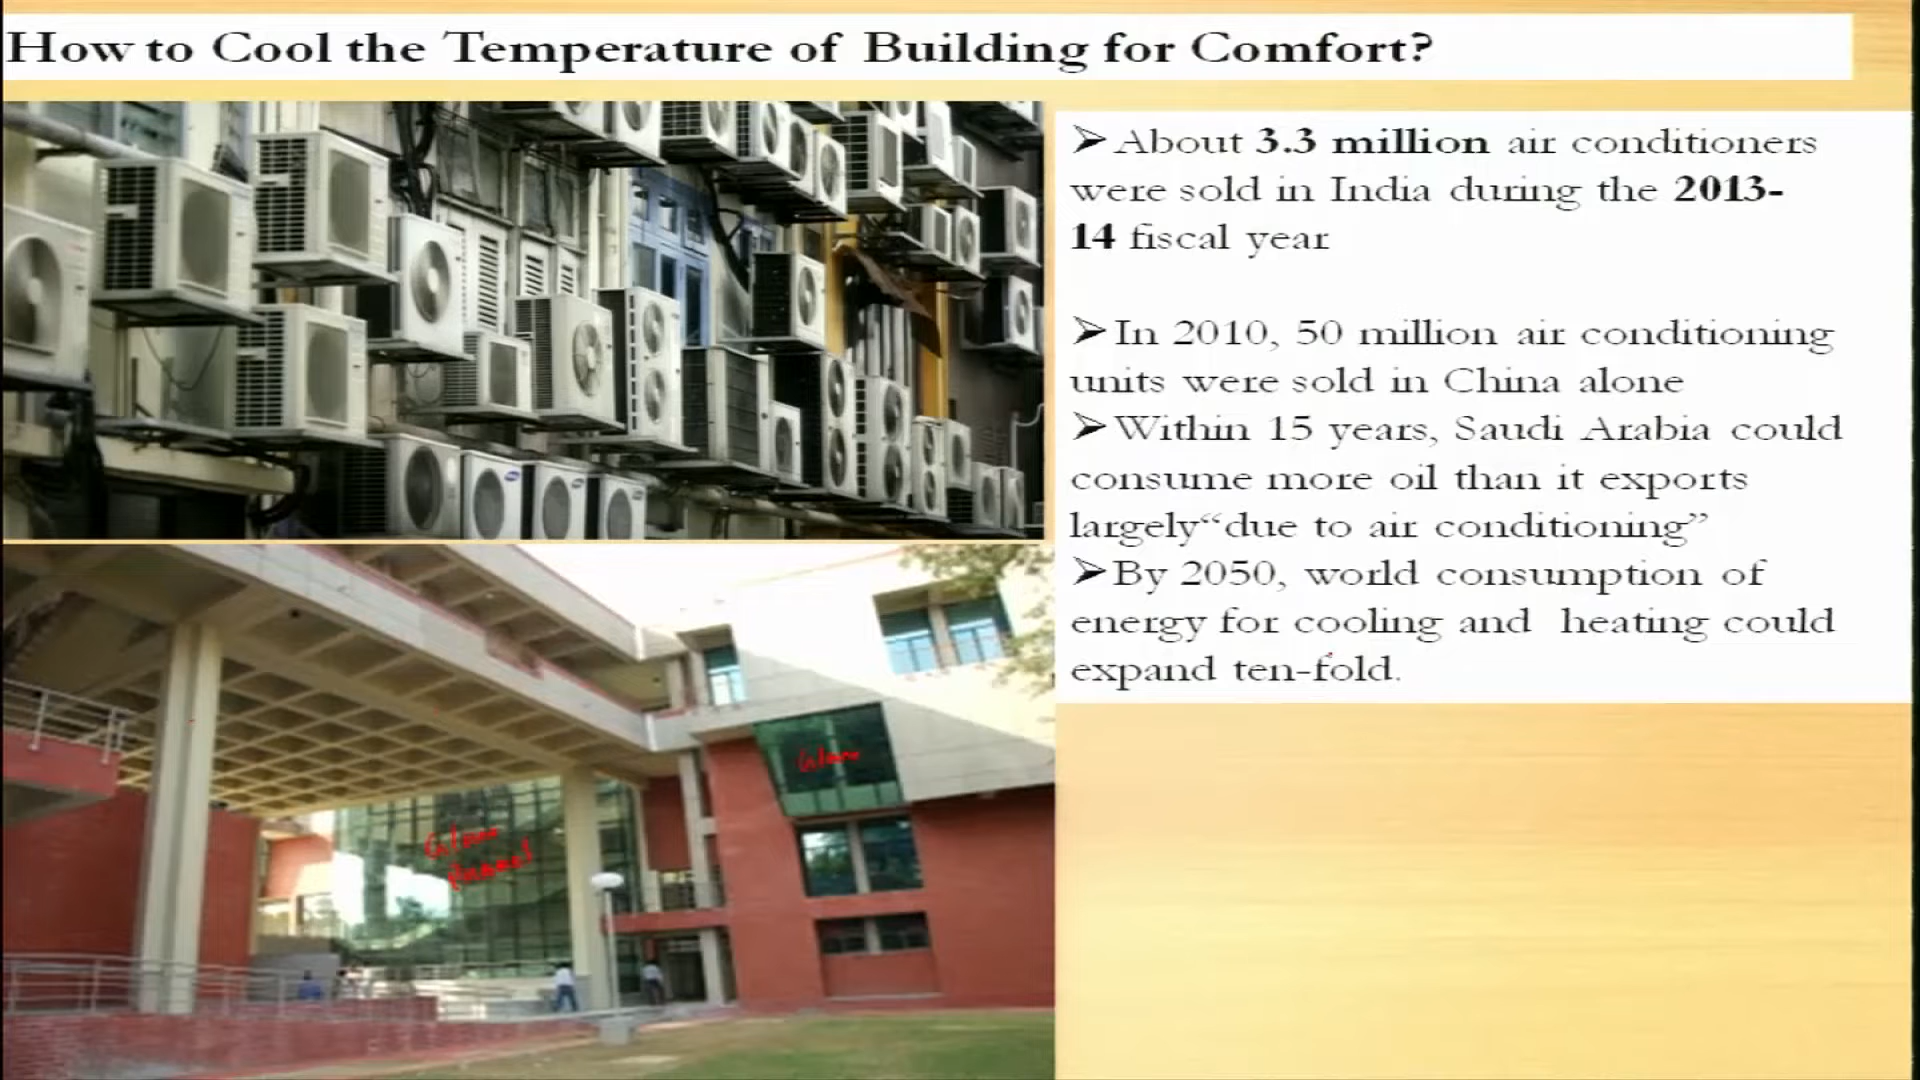 How to Cool the Temperature of Building for Comfort?
➢About 3.3 million air conditioners
were sold in India during the 2013-
14 fiscal year
➢In 2010, 50 million air conditioning
units were sold in China alone
➢Within 15 years, Saudi Arabia could
consume more oil than it exports
largely“due to air conditioning”
➢By 2050, world consumption of
energy for cooling and heating could
expand ten-fold.